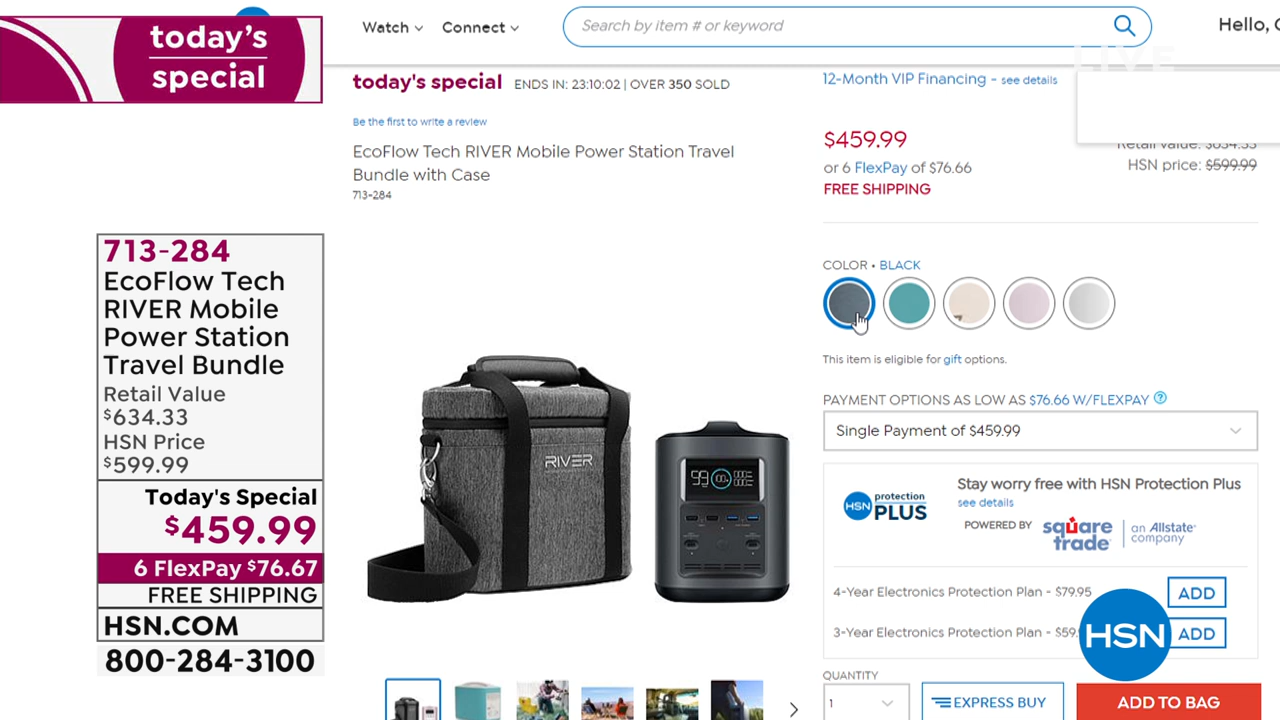 today's
special
713-284
EcoFlow Tech
RIVER Mobile
Power Station
Travel Bundle
Retail Value
$634.33
HSN Price
$599.99
Today's Special
$459.99
6 FlexPay $76.67
FREE SHIPPING
HSN.COM
800-284-3100
Watch
Connect
Search by item # or keyword
Hello, C
LIVE
today's special ENDS IN: 23:10:02 | OVER 350 SOLD
Be the first to write a review
EcoFlow Tech RIVER Mobile Power Station Travel
Bundle with Case
713-284
RIVER
99
100
12-Month VIP Financing - see details
$459.99
Retail value: $634.33
or 6 FlexPay of $76.66
HSN price: $599.99
FREE SHIPPING
COLOR • BLACK
This item is eligible for gift options.
PAYMENT OPTIONS AS LOW AS $76.66 W/FLEXPAY ?
Single Payment of $459.99
HSN protection PLUS
Stay worry free with HSN Protection Plus
see details
POWERED BY square trade | an Allstate company
4-Year Electronics Protection Plan - $79.95 ADD
3-Year Electronics Protection Plan - $59. ADD
HSN
QUANTITY
1
EXPRESS BUY
ADD TO BAG